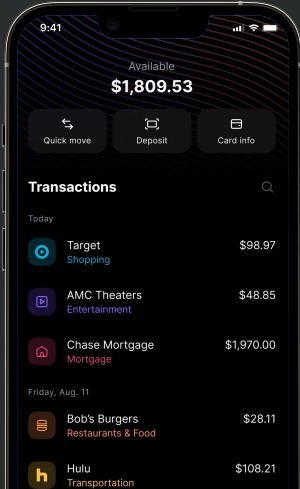 9:41
Available
$1,809.53
Quick move
Deposit
Card info
Transactions
Today
Target
$98.97
Shopping
AMC Theaters
$48.85
Entertainment
Chase Mortgage
$1,970.00
Mortgage
Friday, Aug. 11
Bob's Burgers
$28.11
Restaurants & Food
Hulu
$108.21
Transportation